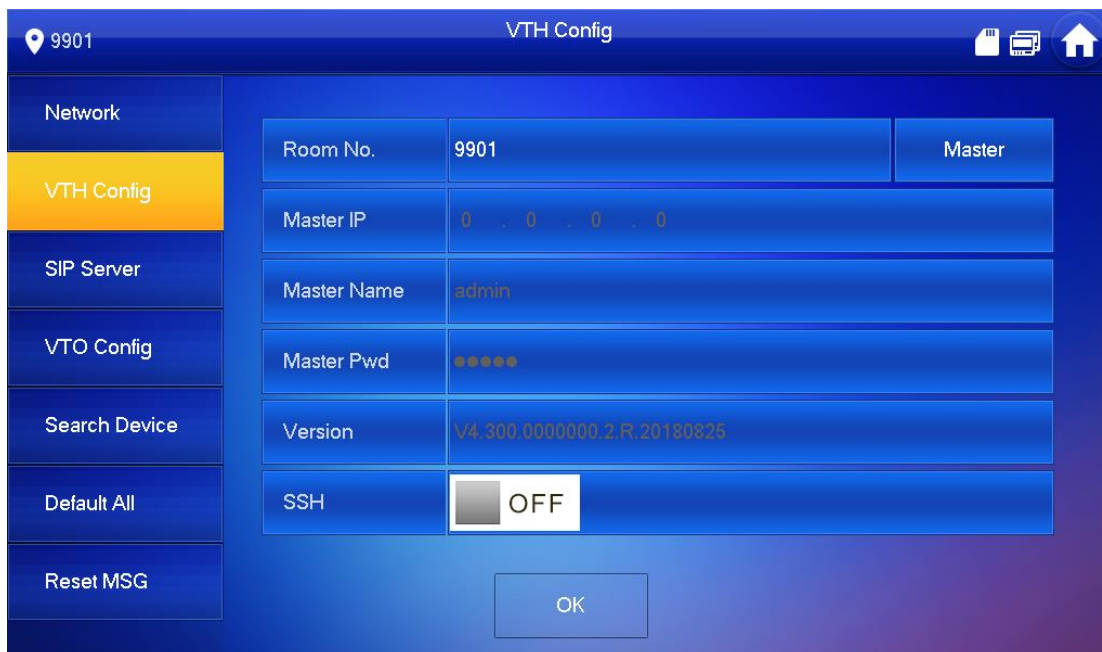 9901
VTH Config
Network
VTH Config
SIP Server
VTO Config
Search Device
Default All
Reset MSG
Room No. 9901 Master
Master IP 0 . 0 . 0 . 0
Master Name admin
Master Pwd ●●●●●
Version V4.300.0000000.2.R.20180825
SSH OFF
OK